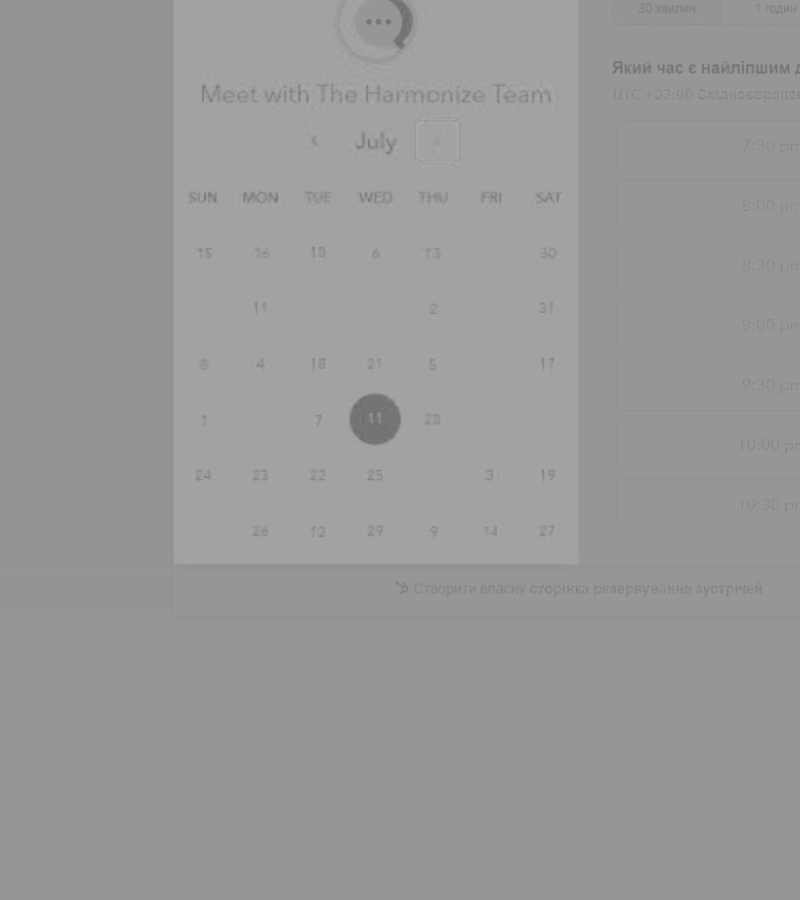 30 хвилин 1 годин
Meet with The Harmonize Team
July
SUN MON TUE WED THU FRI SAT
15 16 18 6 13 30
11 2 31
8 4 18 21 5 17
1 7 11 28
24 23 22 25 3 19
26 12 29 9 14 27
Який час є найліпшим
UTC +03:00
7:30 pm
8:00 pm
8:30 pm
9:00 pm
9:30 pm
10:00 pm
10:30 pm
Створити власну сторінка резервування зустрічей